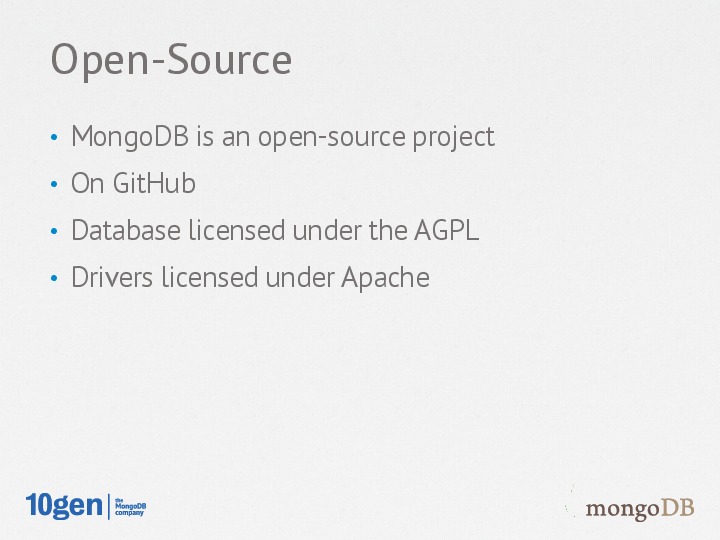 Open-Source
• MongoDB is an open-source project
• On GitHub
• Database licensed under the AGPL
• Drivers licensed under Apache
10gen
the
MongoDB
company
mongoDB